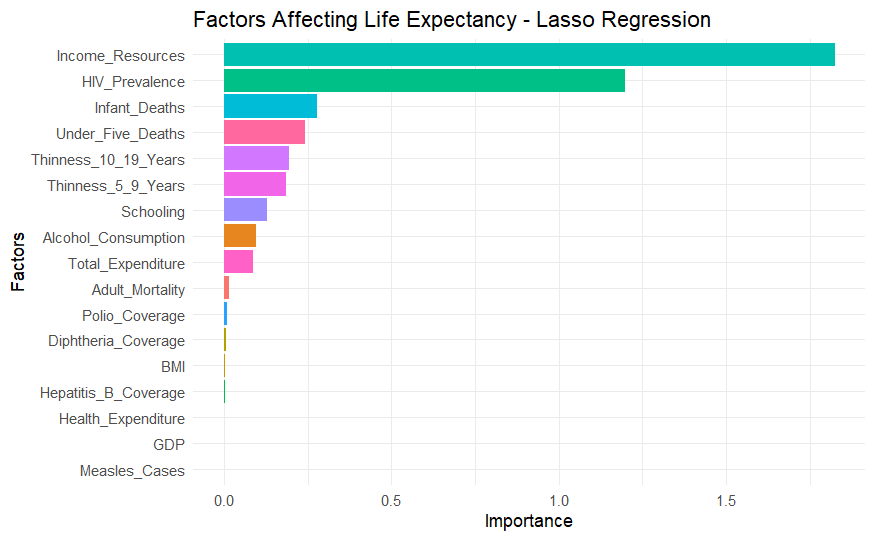 Factors Affecting Life Expectancy - Lasso Regression
Income_Resources
HIV_Prevalence
Infant_Deaths
Under_Five_Deaths
Thinness_10_19_Years
Thinness_5_9_Years
Schooling
Alcohol_Consumption
Total_Expenditure
Adult_Mortality
Polio_Coverage
Diphtheria_Coverage
BMI
Hepatitis_B_Coverage
Health_Expenditure
GDP
Measles_Cases
Factors
0.0 0.5 1.0 1.5
Importance